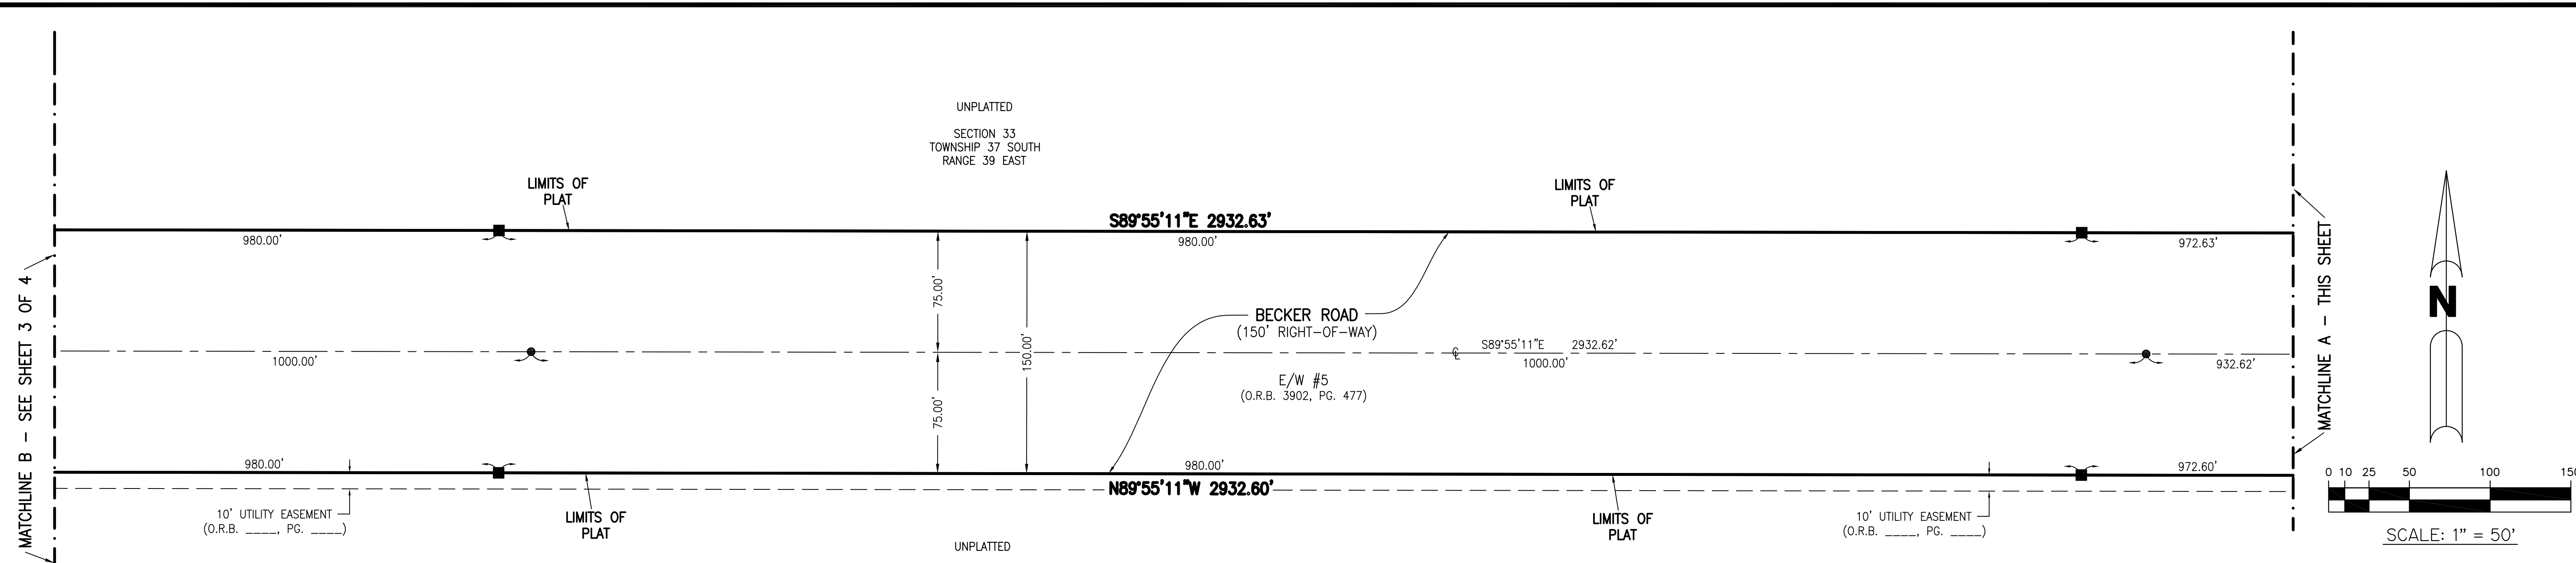 UNPLATTED
SECTION 33
TOWNSHIP 37 SOUTH
RANGE 39 EAST
LIMITS OF
PLAT
LIMITS OF
PLAT
S89°55'11"E 2932.63'
980.00'
980.00'
972.63'
MATCHLINE B - SEE SHEET 3 OF 4
75.00'
150.00'
75.00'
BECKER ROAD
(150' RIGHT-OF-WAY)
1000.00'
℄
S89°55'11"E 2932.62'
1000.00'
932.62'
E/W #5
(O.R.B. 3902, PG. 477)
MATCHLINE A - THIS SHEET
980.00'
980.00'
972.60'
N89°55'11"W 2932.60'
10' UTILITY EASEMENT
(O.R.B. ____, PG. ____)
LIMITS OF
PLAT
UNPLATTED
LIMITS OF
PLAT
10' UTILITY EASEMENT
(O.R.B. ____, PG. ____)
N
0 10 25 50 100 150
SCALE: 1" = 50'